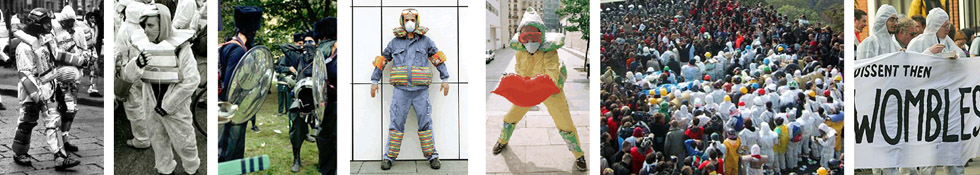 DISSENT THEN
WOMBLES